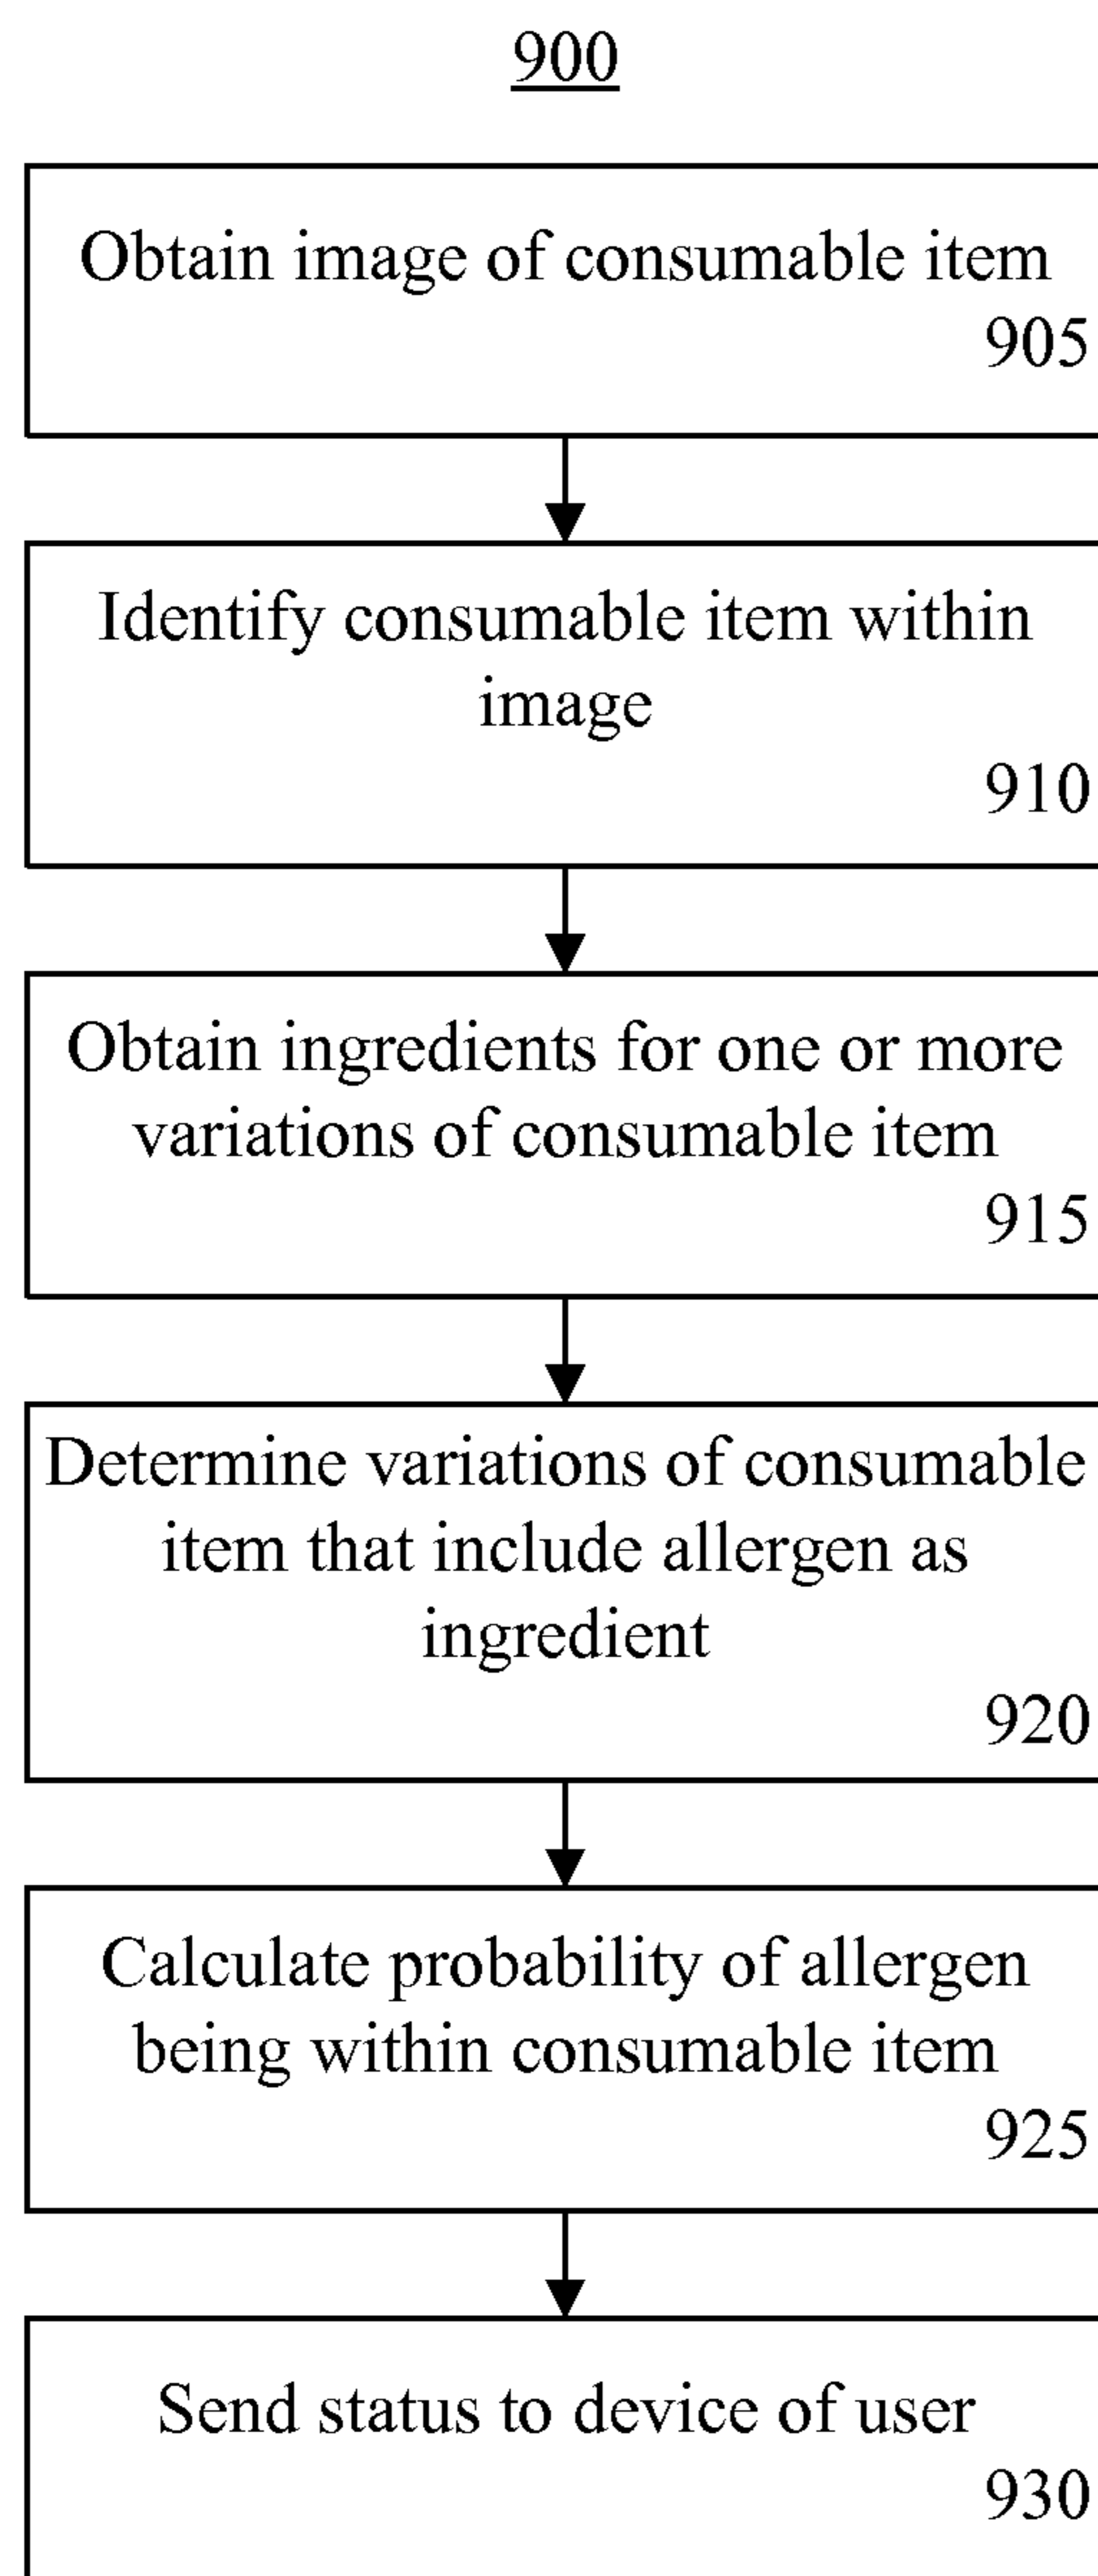 900
Obtain image of consumable item
905
Identify consumable item within
image
910
Obtain ingredients for one or more
variations of consumable item
915
Determine variations of consumable
item that include allergen as
ingredient
920
Calculate probability of allergen
being within consumable item
925
Send status to device of user
930